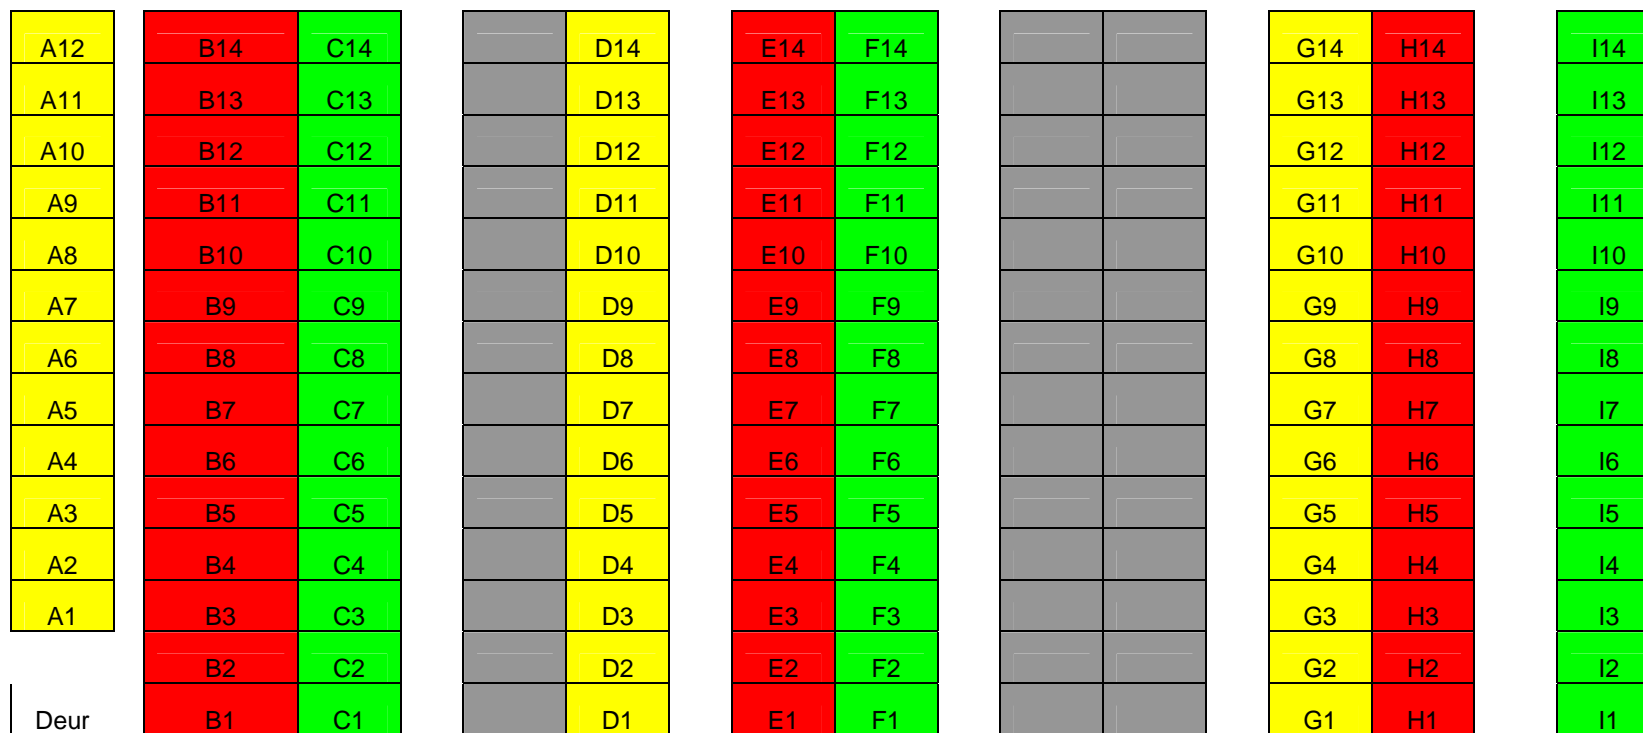 A12 B14 C14 D14 E14 F14 G14 H14 I14
A11 B13 C13 D13 E13 F13 G13 H13 I13
A10 B12 C12 D12 E12 F12 G12 H12 I12
A9 B11 C11 D11 E11 F11 G11 H11 I11
A8 B10 C10 D10 E10 F10 G10 H10 I10
A7 B9 C9 D9 E9 F9 G9 H9 I9
A6 B8 C8 D8 E8 F8 G8 H8 I8
A5 B7 C7 D7 E7 F7 G7 H7 I7
A4 B6 C6 D6 E6 F6 G6 H6 I6
A3 B5 C5 D5 E5 F5 G5 H5 I5
A2 B4 C4 D4 E4 F4 G4 H4 I4
A1 B3 C3 D3 E3 F3 G3 H3 I3
B2 C2 D2 E2 F2 G2 H2 I2
Deur B1 C1 D1 E1 F1 G1 H1 I1